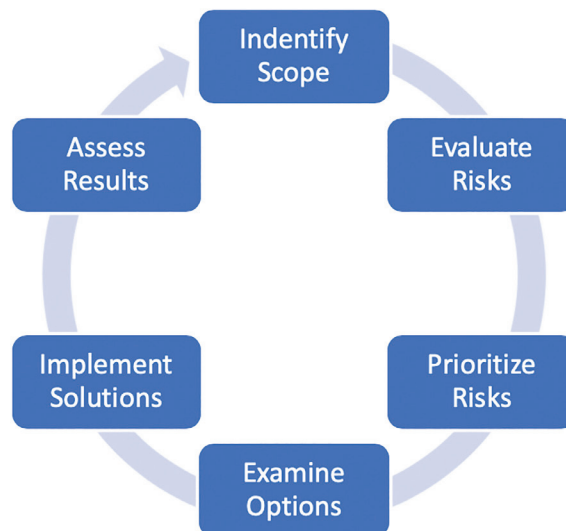 Indentify
Scope
Evaluate
Risks
Prioritize
Risks
Examine
Options
Implement
Solutions
Assess
Results